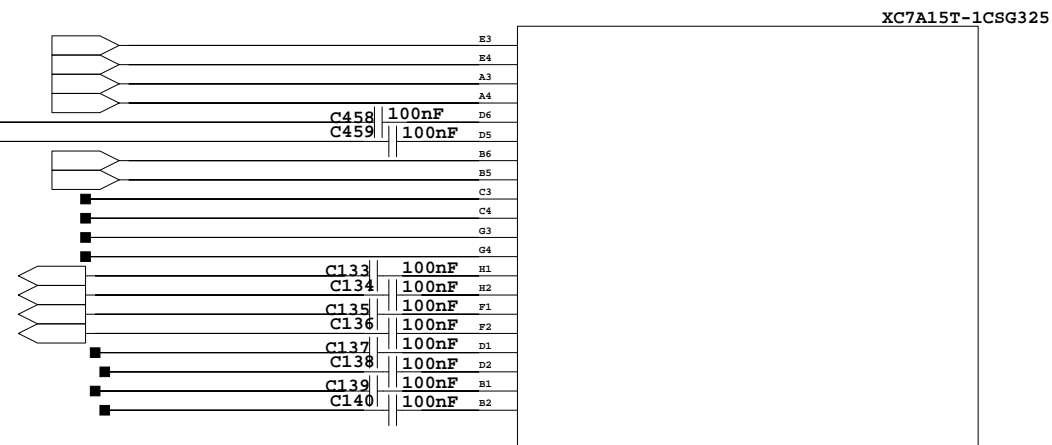 XC7A15T-1CSG325
E3
E4
A3
A4
C458 100nF D6
C459 100nF D5
B6
B5
C3
C4
G3
G4
C133 100nF H1
C134 100nF H2
C135 100nF F1
C136 100nF F2
C137 100nF D1
C138 100nF D2
C139 100nF B1
C140 100nF B2